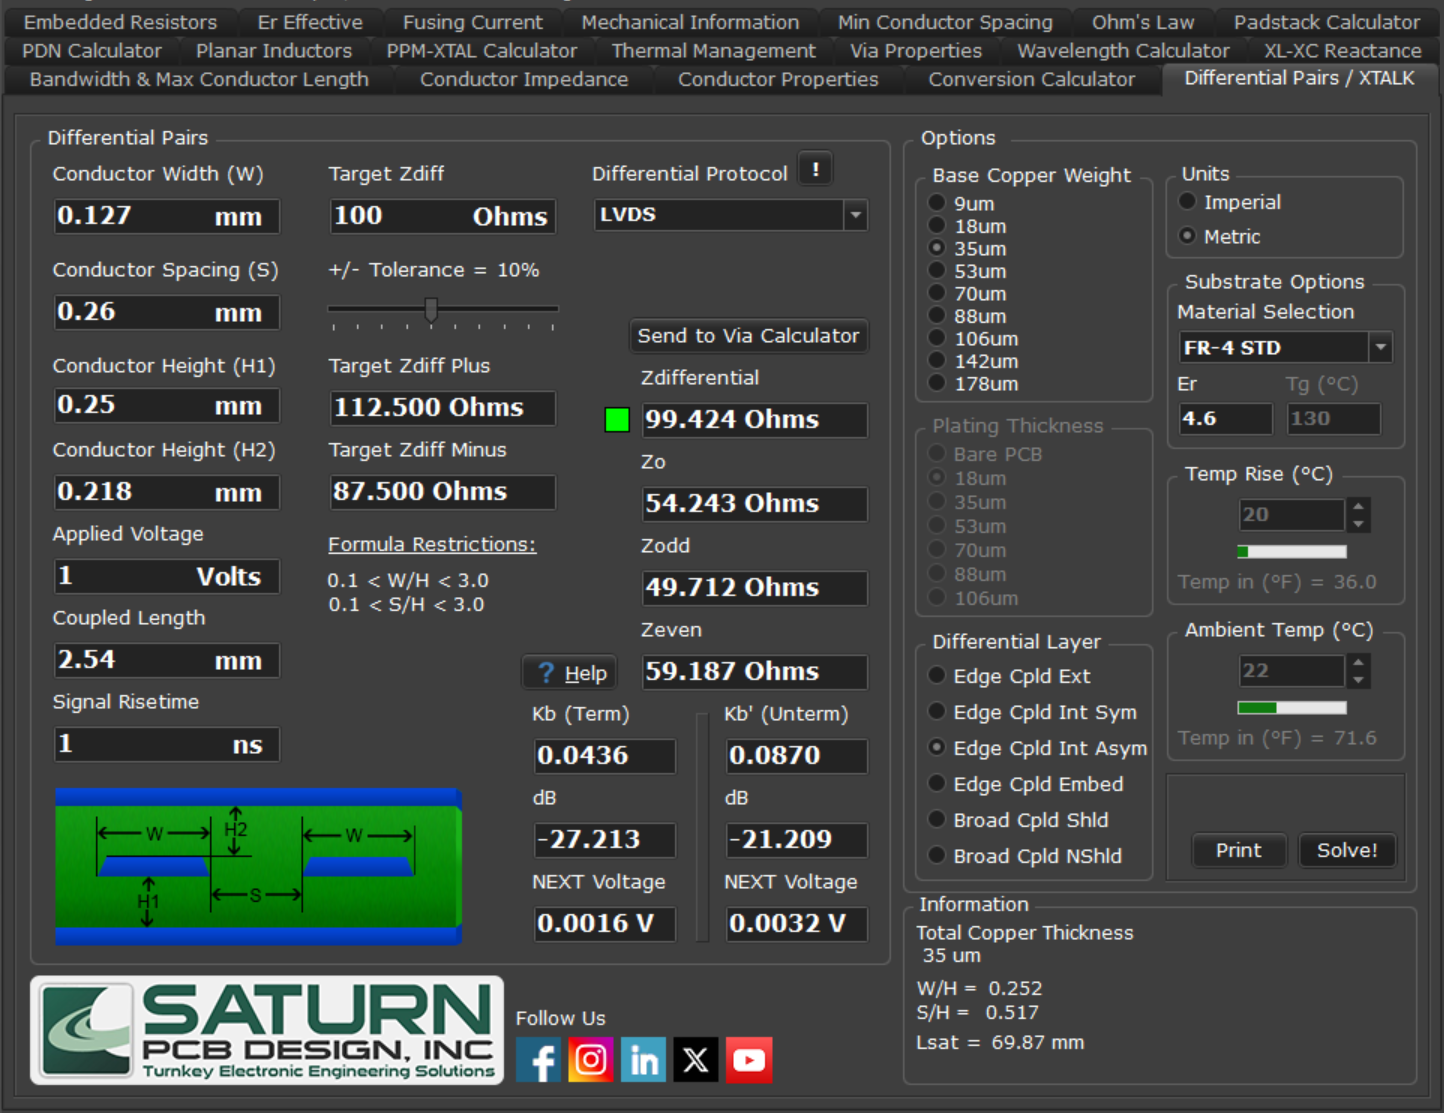 Embedded Resistors Er Effective Fusing Current Mechanical Information Min Conductor Spacing Ohm's Law Padstack Calculator
PDN Calculator Planar Inductors PPM-XTAL Calculator Thermal Management Via Properties Wavelength Calculator XL-XC Reactance
Bandwidth & Max Conductor Length Conductor Impedance Conductor Properties Conversion Calculator Differential Pairs / XTALK
Differential Pairs
Conductor Width (W)
0.127 mm
Conductor Spacing (S)
0.26 mm
Conductor Height (H1)
0.25 mm
Conductor Height (H2)
0.218 mm
Applied Voltage
1 Volts
Coupled Length
2.54 mm
Signal Risetime
1 ns
Target Zdiff
100 Ohms
+/- Tolerance = 10%
Target Zdiff Plus
112.500 Ohms
Target Zdiff Minus
87.500 Ohms
Formula Restrictions:
0.1 < W/H < 3.0
0.1 < S/H < 3.0
Differential Protocol !
LVDS
Send to Via Calculator
Zdifferential
99.424 Ohms
Zo
54.243 Ohms
Zodd
49.712 Ohms
Zeven
59.187 Ohms
? Help
Kb (Term)
0.0436
dB
-27.213
NEXT Voltage
0.0016 V
Kb' (Unterm)
0.0870
dB
-21.209
NEXT Voltage
0.0032 V
W H2 W
H1 S
Options
Base Copper Weight
9um
18um
35um
53um
70um
88um
106um
142um
178um
Plating Thickness
Bare PCB
18um
35um
53um
70um
88um
106um
Differential Layer
Edge Cpld Ext
Edge Cpld Int Sym
Edge Cpld Int Asym
Edge Cpld Embed
Broad Cpld Shld
Broad Cpld NShld
Units
Imperial
Metric
Substrate Options
Material Selection
FR-4 STD
Er Tg (°C)
4.6 130
Temp Rise (°C)
20
Temp in (°F) = 36.0
Ambient Temp (°C)
22
Temp in (°F) = 71.6
Print Solve!
Information
Total Copper Thickness
35 um
W/H = 0.252
S/H = 0.517
Lsat = 69.87 mm
SATURN
PCB DESIGN, INC
Turnkey Electronic Engineering Solutions
Follow Us
f in X